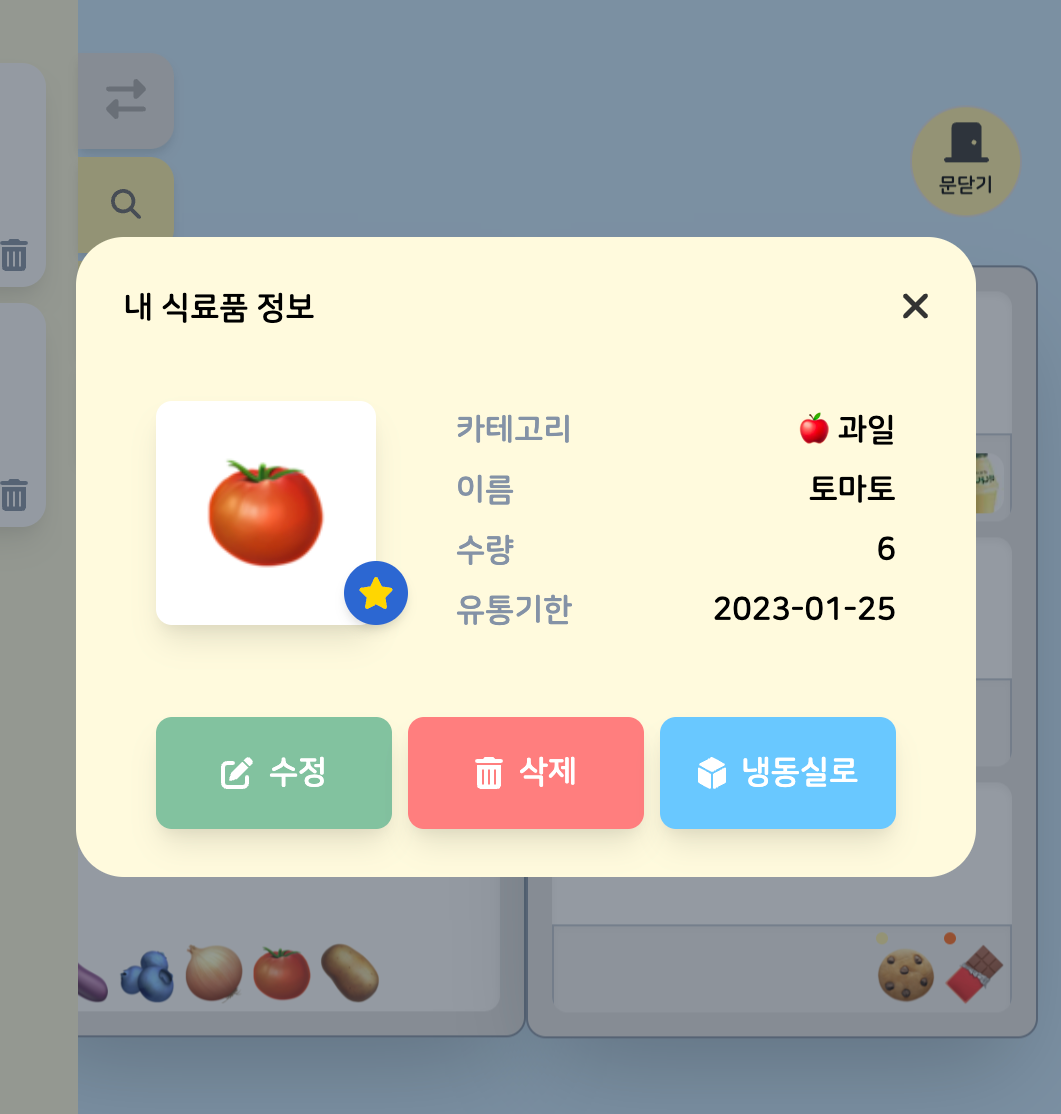 문닫기
내 식료품 정보
카테고리 과일
이름 토마토
수량 6
유통기한 2023-01-25
수정 삭제 냉동실로